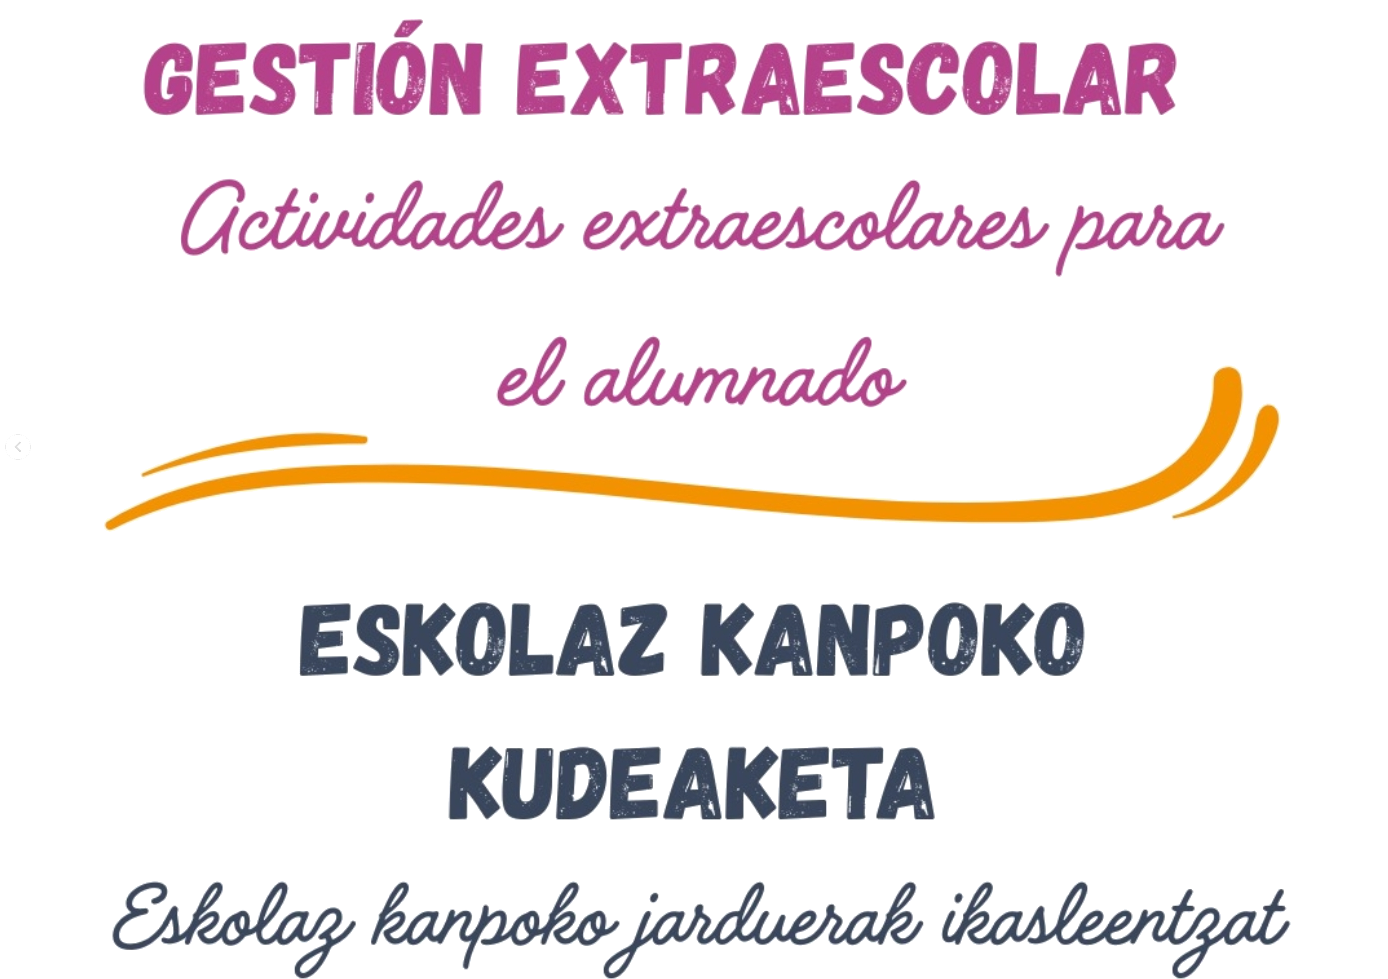 GESTIÓN EXTRAESCOLAR
Actividades extraescolares para
el alumnado
ESKOLAZ KANPOKO
KUDEAKETA
Eskolaz kanpoko jarduerak ikasleentzat